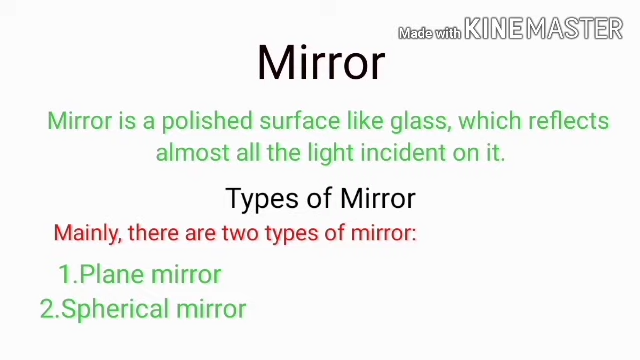 Made with KINEMASTER
Mirror
Mirror is a polished surface like glass, which reflects
almost all the light incident on it.
Types of Mirror
Mainly, there are two types of mirror:
1.Plane mirror
2.Spherical mirror